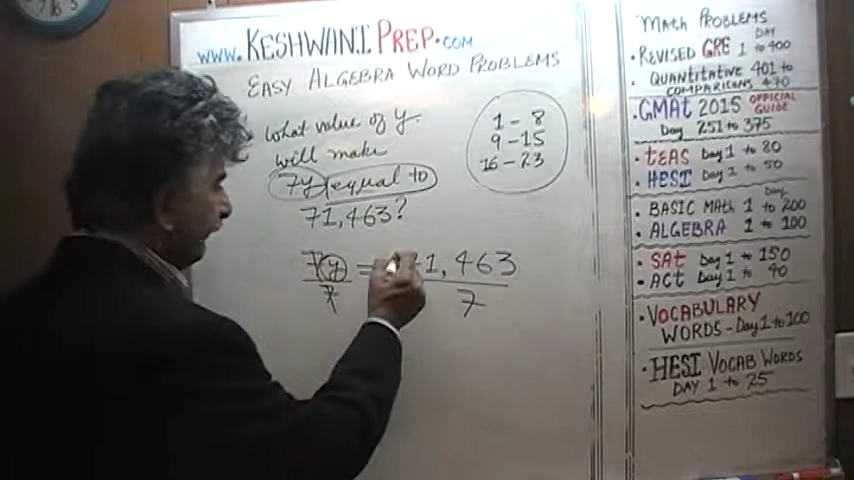 www.KESHWANIPREP.COM
EASY ALGEBRA WORD PROBLEMS
what value of y
will make
7y equal to
71,463?
7y = 71,463
7 7
1 - 8
9 - 15
16 - 23
MATH PROBLEMS
DAY
• REVISED GRE 1 to 400
• QUANTITATIVE 401 to
COMPARISONS 470
GMAt 2015 OFFICIAL GUIDE
Day 251 to 375
• tEAS Day 1 to 80
• HESI Day 1 to 50
Day
• BASIC MAth 1 to 200
• ALGEBRA 1 to 100
• SAt Day 1 to 150
• ACt Day 1 to 90
• VOCABULARY
WORDS - Day 1 to 100
• HESI VOCAB WORDS
DAY 1 to 25